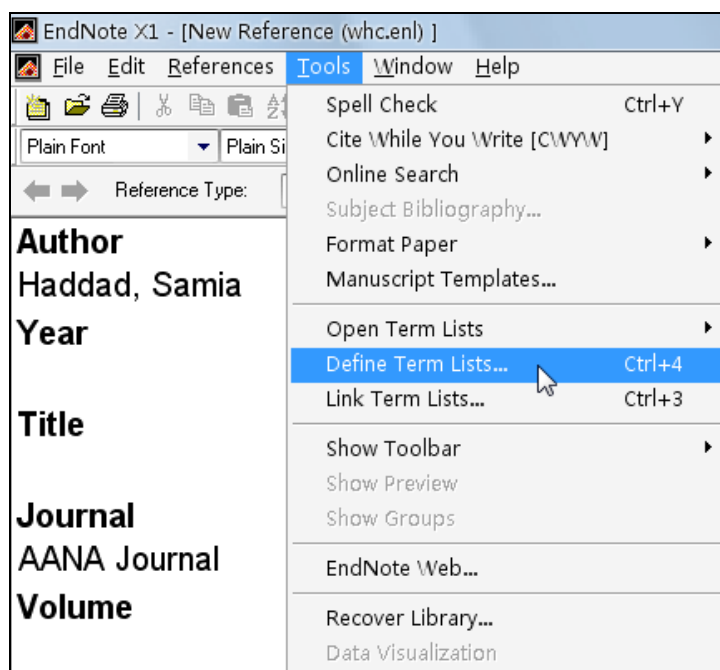 EndNote X1 - [New Reference (whc.enl) ]
File Edit References Tools Window Help
Plain Font Plain Si
Reference Type:
Author
Haddad, Samia
Year
Title
Journal
AANA Journal
Volume
Spell Check Ctrl+Y
Cite While You Write [CWYW]
Online Search
Subject Bibliography...
Format Paper
Manuscript Templates...
Open Term Lists
Define Term Lists... Ctrl+4
Link Term Lists... Ctrl+3
Show Toolbar
Show Preview
Show Groups
EndNote Web...
Recover Library...
Data Visualization